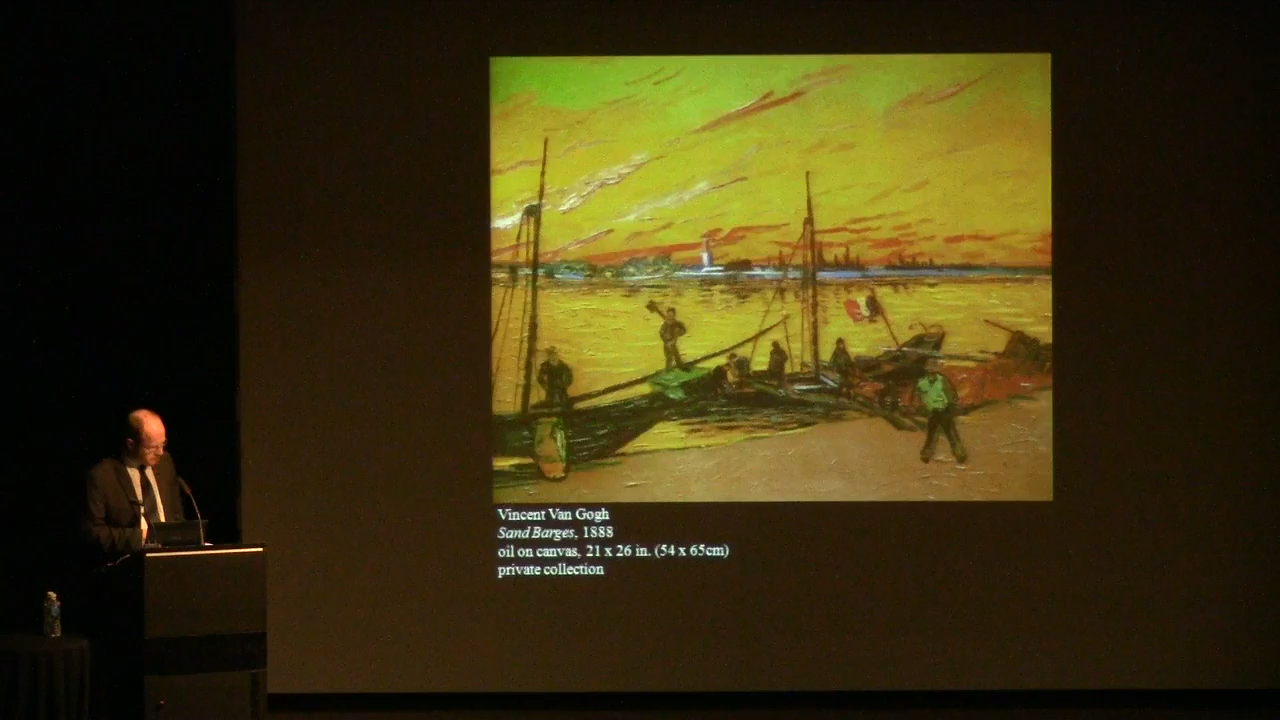 Vincent Van Gogh
Sand Barges, 1888
oil on canvas, 21 x 26 in. (54 x 65cm)
private collection